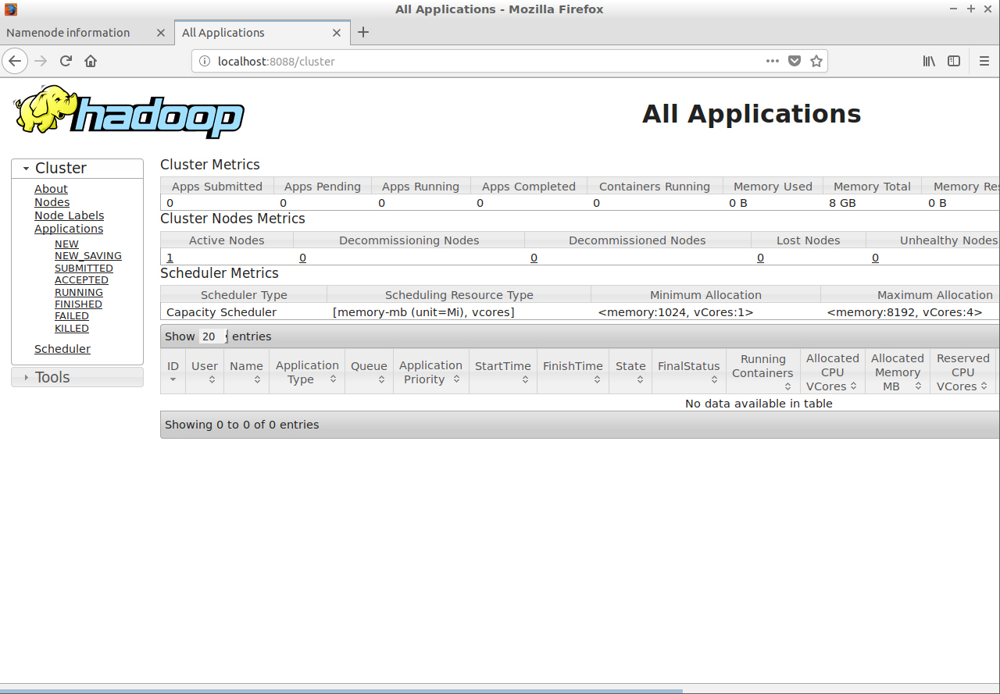 All Applications - Mozilla Firefox
Namenode information
All Applications
localhost:8088/cluster
hadoop
All Applications
Cluster
About
Nodes
Node Labels
Applications
NEW
NEW_SAVING
SUBMITTED
ACCEPTED
RUNNING
FINISHED
FAILED
KILLED
Scheduler
Tools
Cluster Metrics
Apps Submitted Apps Pending Apps Running Apps Completed Containers Running Memory Used Memory Total Memory Res
0 0 0 0 0 0 B 8 GB 0 B
Cluster Nodes Metrics
Active Nodes Decommissioning Nodes Decommissioned Nodes Lost Nodes Unhealthy Nodes
1 0 0 0 0
Scheduler Metrics
Scheduler Type Scheduling Resource Type Minimum Allocation Maximum Allocation
Capacity Scheduler [memory-mb (unit=Mi), vcores] <memory:1024, vCores:1> <memory:8192, vCores:4>
Show 20 entries
ID User Name Application Type Queue Application Priority StartTime FinishTime State FinalStatus Running Containers Allocated CPU VCores Allocated Memory MB Reserved CPU VCores
No data available in table
Showing 0 to 0 of 0 entries